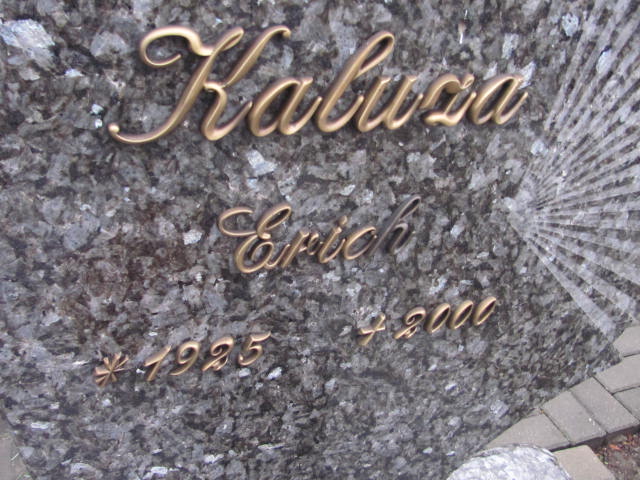 Kaluza
Erich
* 1925 † 2000